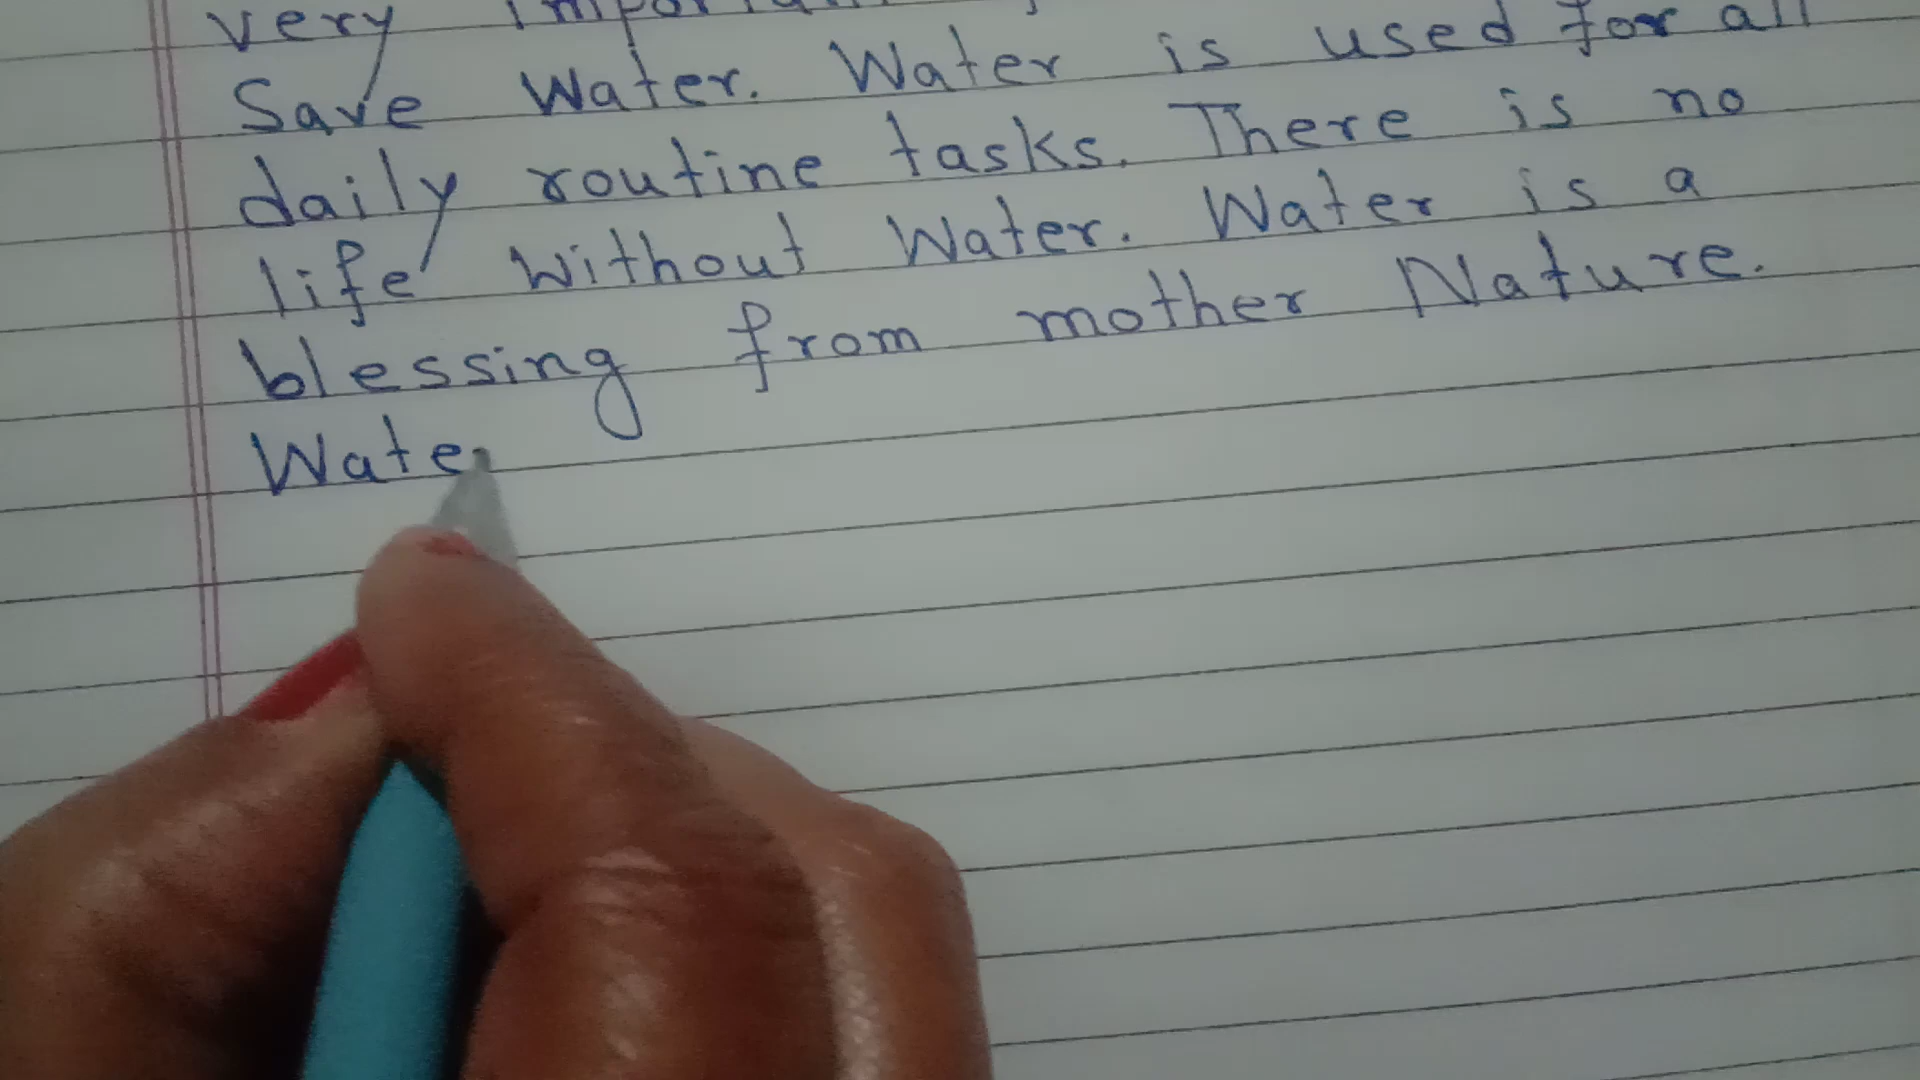 very
Save Water. Water is used for all
daily routine tasks. There is no
life Without Water. Water is a
blessing from mother Nature.
Wate